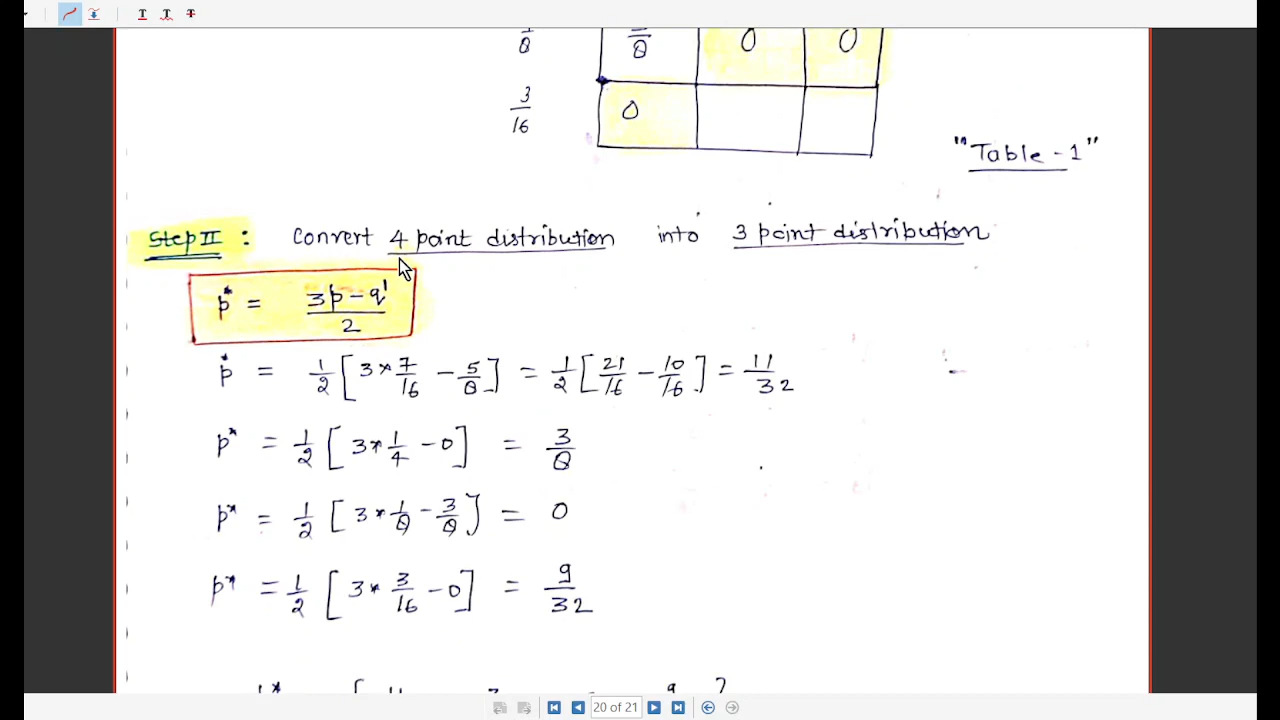 1/8 0 0
3/16 0
"Table-1"
Step II : Convert 4 point distribution into 3 point distribution
p* = (3p - q')/2
p* = 1/2 [3*7/16 - 5/8] = 1/2 [21/16 - 10/16] = 11/32
p* = 1/2 [3*1/4 - 0] = 3/8
p* = 1/2 [3*1/8 - 3/8] = 0
p* = 1/2 [3*3/16 - 0] = 9/32
20 of 21